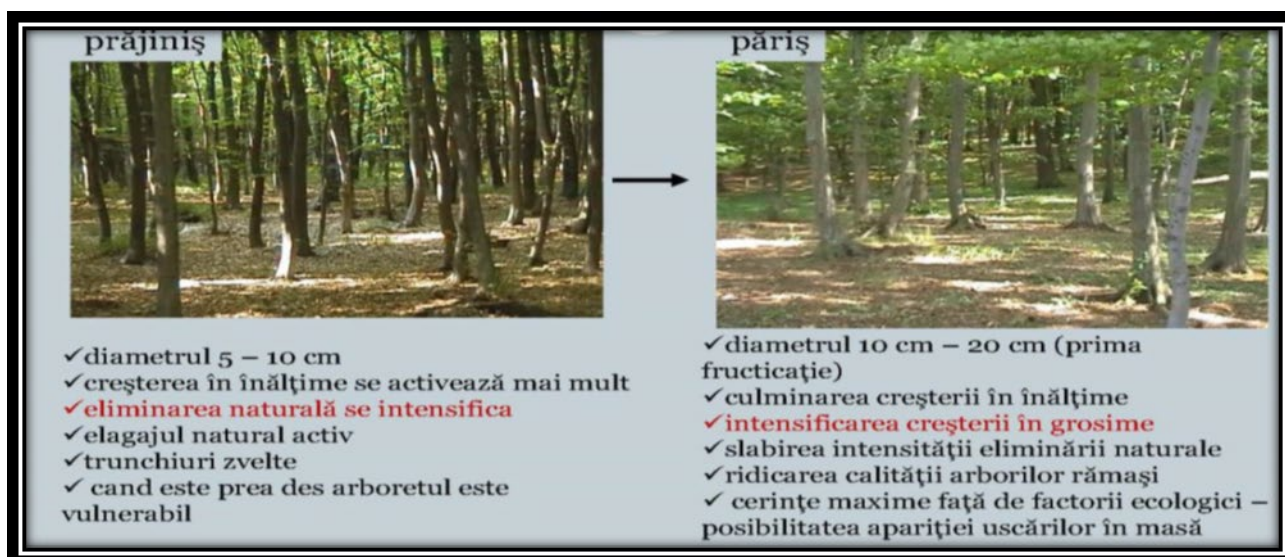 prăjiniş
✓diametrul 5 – 10 cm
✓creşterea în înălţime se activează mai mult
✓eliminarea naturală se intensifica
✓elagajul natural activ
✓trunchiuri zvelte
✓ cand este prea des arboretul este
vulnerabil
păriş
✓diametrul 10 cm – 20 cm (prima
fructicaţie)
✓culminarea creşterii în înălţime
✓intensificarea creşterii în grosime
✓slabirea intensităţii eliminării naturale
✓ridicarea calităţii arborilor rămaşi
✓ cerinţe maxime faţă de factorii ecologici –
posibilitatea apariţiei uscărilor în masă